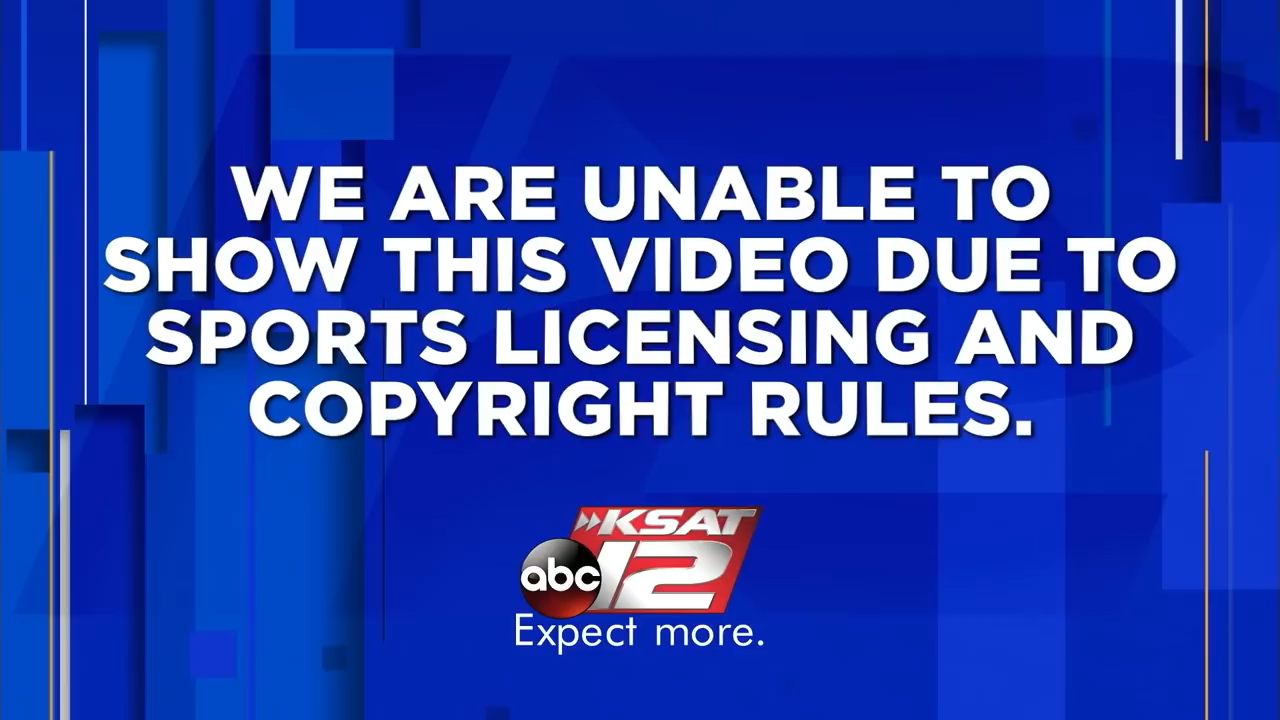 WE ARE UNABLE TO
SHOW THIS VIDEO DUE TO
SPORTS LICENSING AND
COPYRIGHT RULES.
KSAT
abc 12
Expect more.